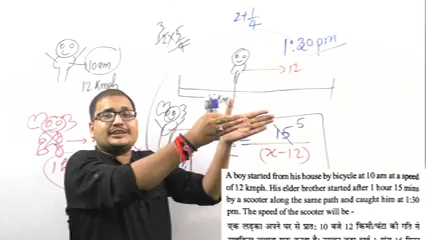 3/2 × 5/4
2 + 1/4
1:30 pm
10am
12 Kmph
12
15 5
(x-12)
A boy started from his house by bicycle at 10 am at a speed
of 12 kmph. His elder brother started after 1 hour 15 mins
by a scooter along the same path and caught him at 1:30
pm. The speed of the scooter will be -
एक लड़का अपने घर से प्रात: 10 बजे 12 किमी/घंटा की गति से